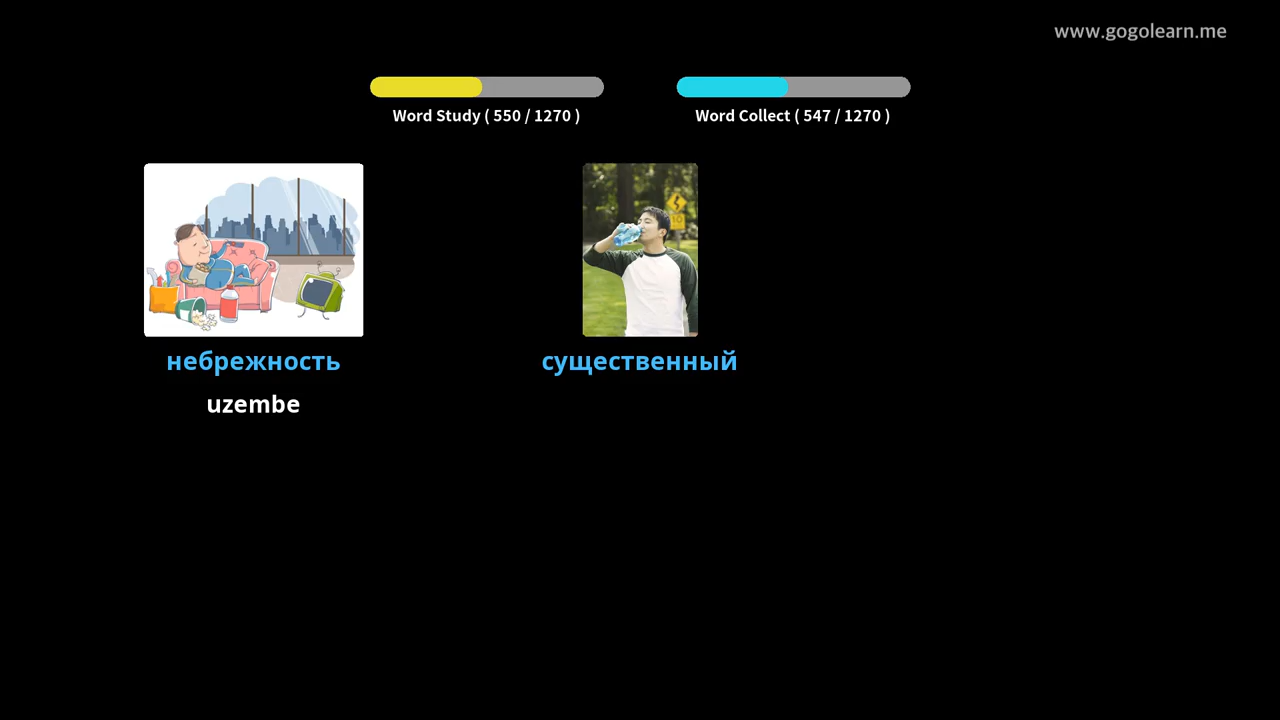 www.gogolearn.me
Word Study ( 550 / 1270 )
Word Collect ( 547 / 1270 )
небрежность
существенный
uzembe